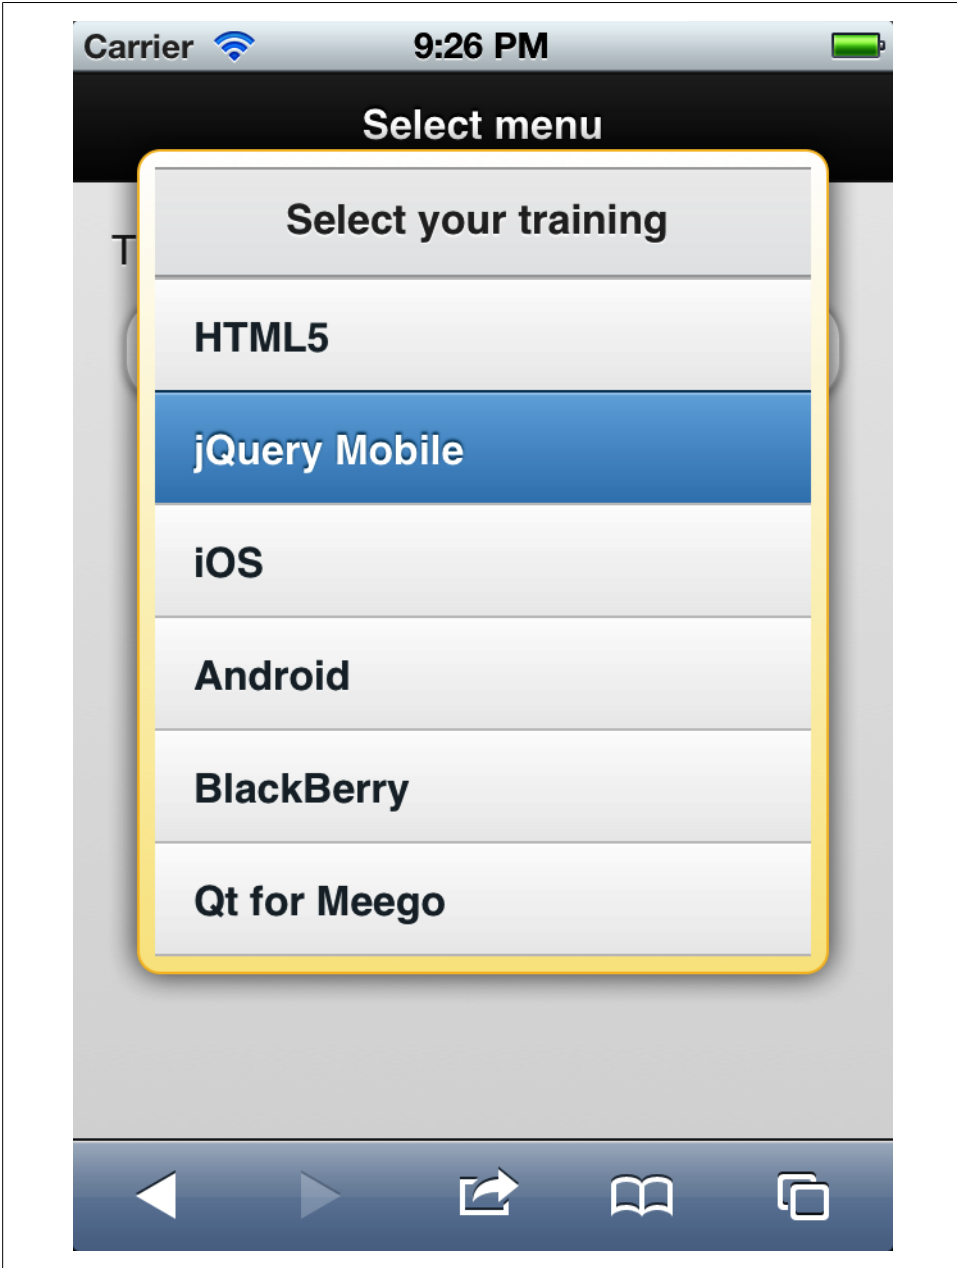 Carrier 9:26 PM
Select menu
Select your training
T
HTML5
jQuery Mobile
iOS
Android
BlackBerry
Qt for Meego